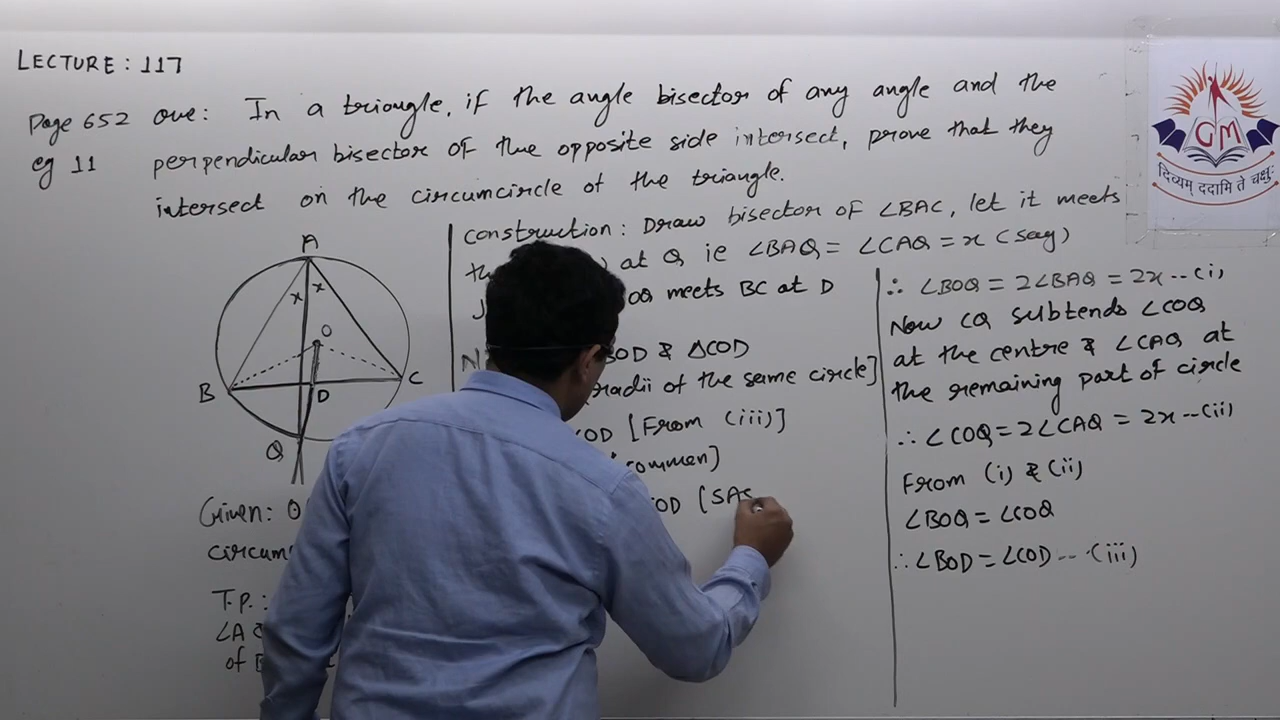 LECTURE : 117
Page 652 que: In a triangle, if the angle bisector of any angle and the
eg 11 perpendicular bisector of the opposite side intersect, prove that they
intersect on the circumcircle of the triangle.
A
x x
O
B
C
D
Q
Given: O
circum
T.P.:
∠A
of B
construction: Draw bisector of ∠BAC, let it meets
at Q ie ∠BAQ = ∠CAQ = x (say)
OQ meets BC at D
OD & △COD
radii of the same circle]
OD [From (iii)]
[common]
OD [SAS
∴ ∠BOQ = 2∠BAQ = 2x -- (i)
Now CQ subtends ∠COQ
at the centre & ∠CAQ at
the remaining part of circle
∴ ∠COQ = 2∠CAQ = 2x -- (ii)
From (i) & (ii)
∠BOQ = ∠COQ
∴ ∠BOD = ∠COD -- (iii)
GM
दिव्यम् ददामि ते चक्षुः